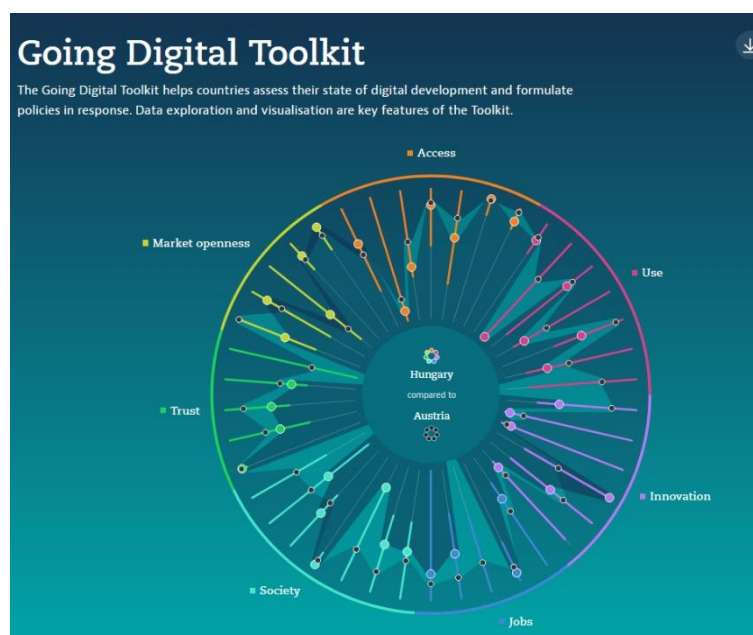 Going Digital Toolkit
The Going Digital Toolkit helps countries assess their state of digital development and formulate
policies in response. Data exploration and visualisation are key features of the Toolkit.
Access
Market openness
Use
Hungary
compared to
Austria
Trust
Innovation
Society
Jobs